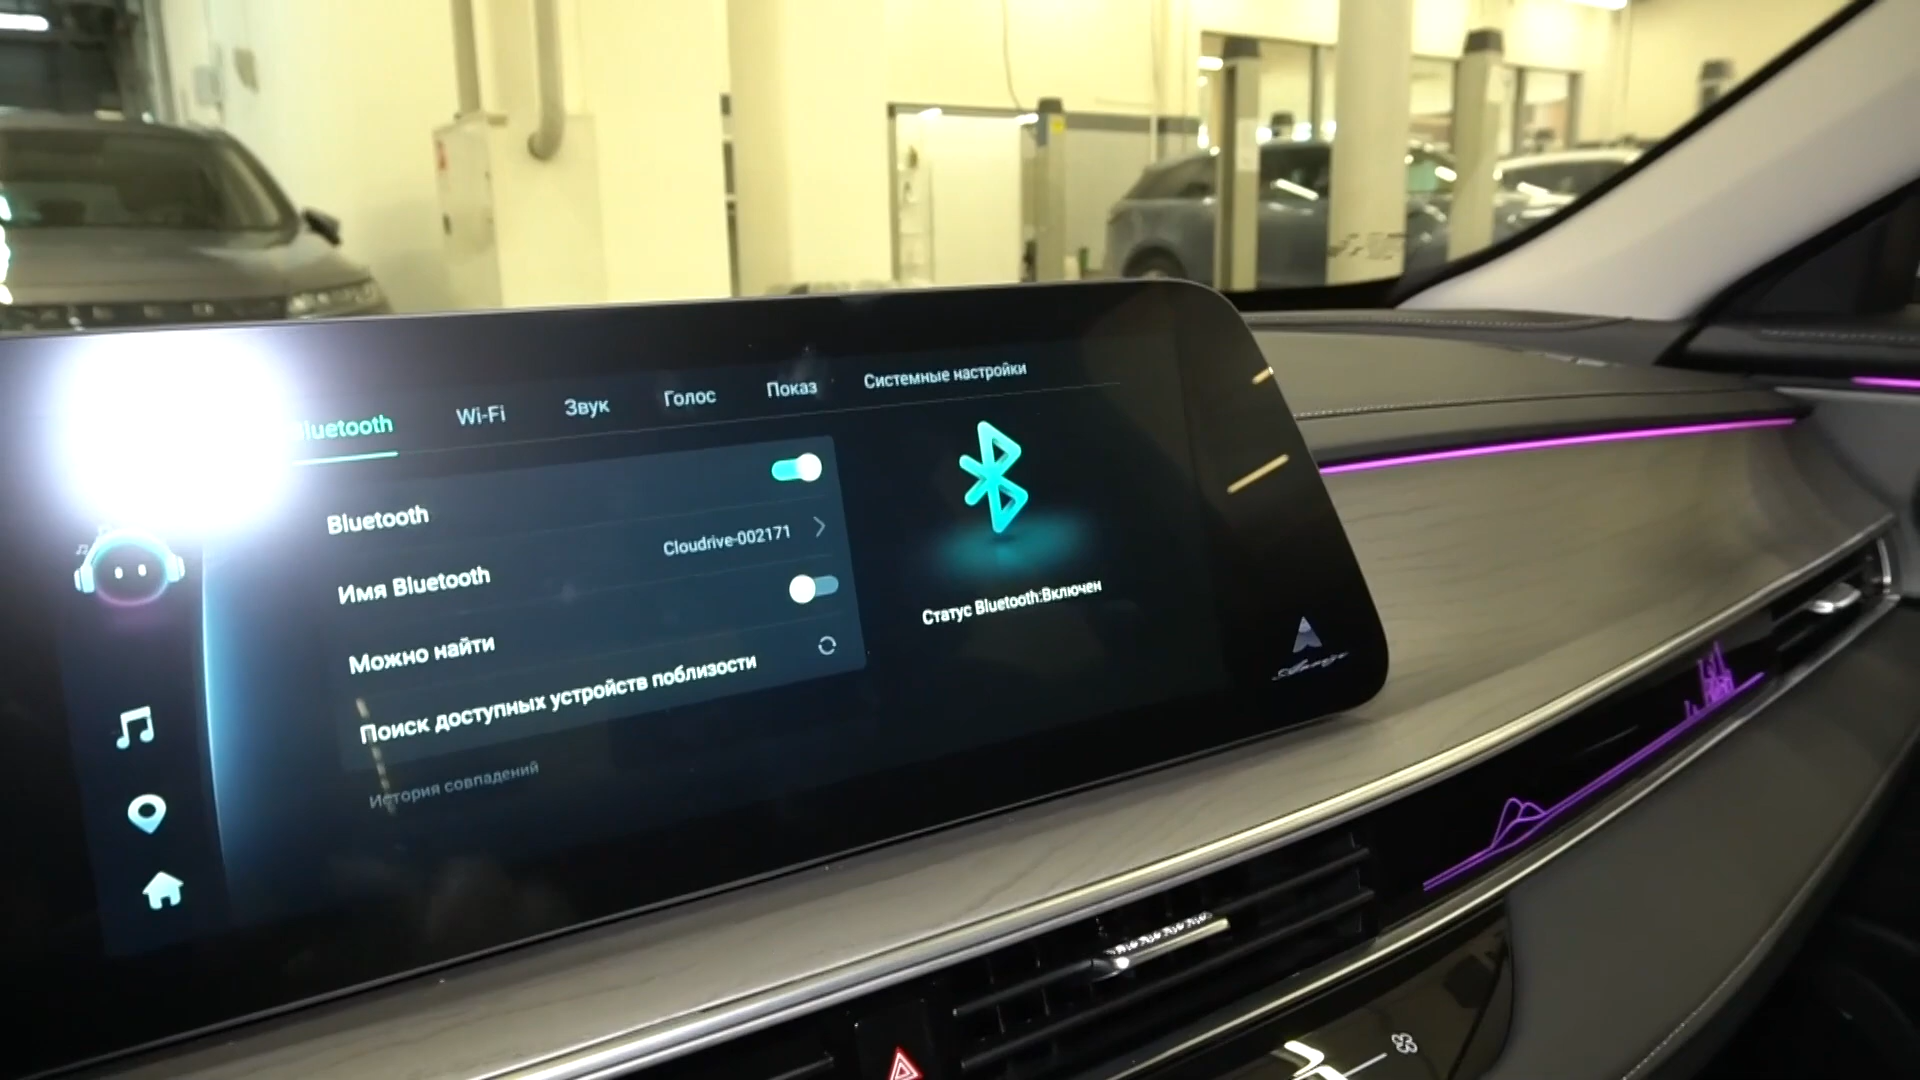 Wi-Fi
Звук
Голос
Показ
Системные настройки
Bluetooth
Имя Bluetooth
Cloudrive-002171
Можно найти
Поиск доступных устройств поблизости
История совпадений
Статус Bluetooth:Включен